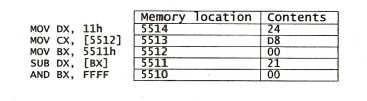 MOV DX, 11h
MOV CX, [5512]
MOV BX, 5511h
SUB DX, [BX]
AND BX, FFFF
Memory location Contents
5514 24
5513 D8
5512 00
5511 21
5510 00